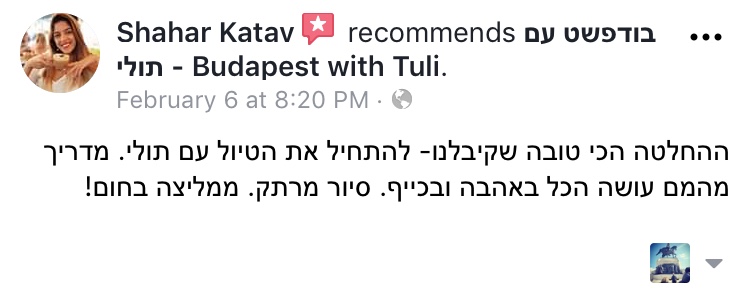 Shahar Katav recommends בודפשט עם
תולי - Budapest with Tuli.
February 6 at 8:20 PM ·
ההחלטה הכי טובה שקיבלנו- להתחיל את הטיול עם תולי. מדריך
מהמם עושה הכל באהבה ובכייף. סיור מרתק. ממליצה בחום!